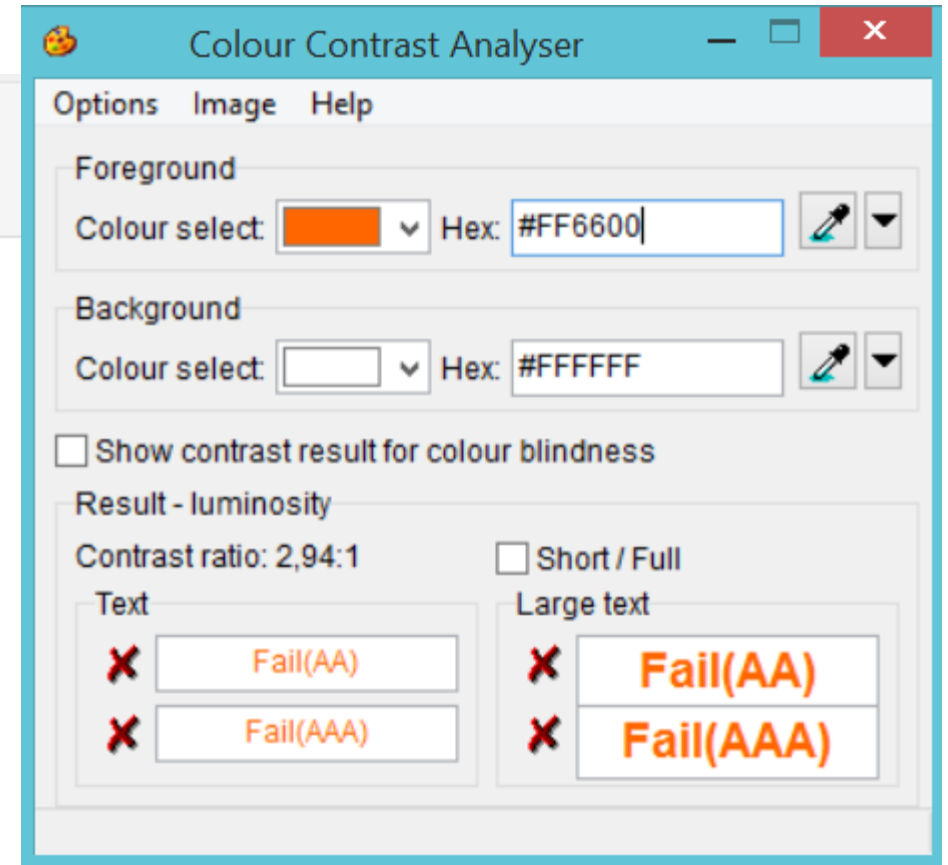 Colour Contrast Analyser
Options Image Help
Foreground
Colour select: Hex: #FF6600
Background
Colour select: Hex: #FFFFFF
Show contrast result for colour blindness
Result - luminosity
Contrast ratio: 2,94:1 Short / Full
Text Large text
Fail(AA) Fail(AA)
Fail(AAA) Fail(AAA)